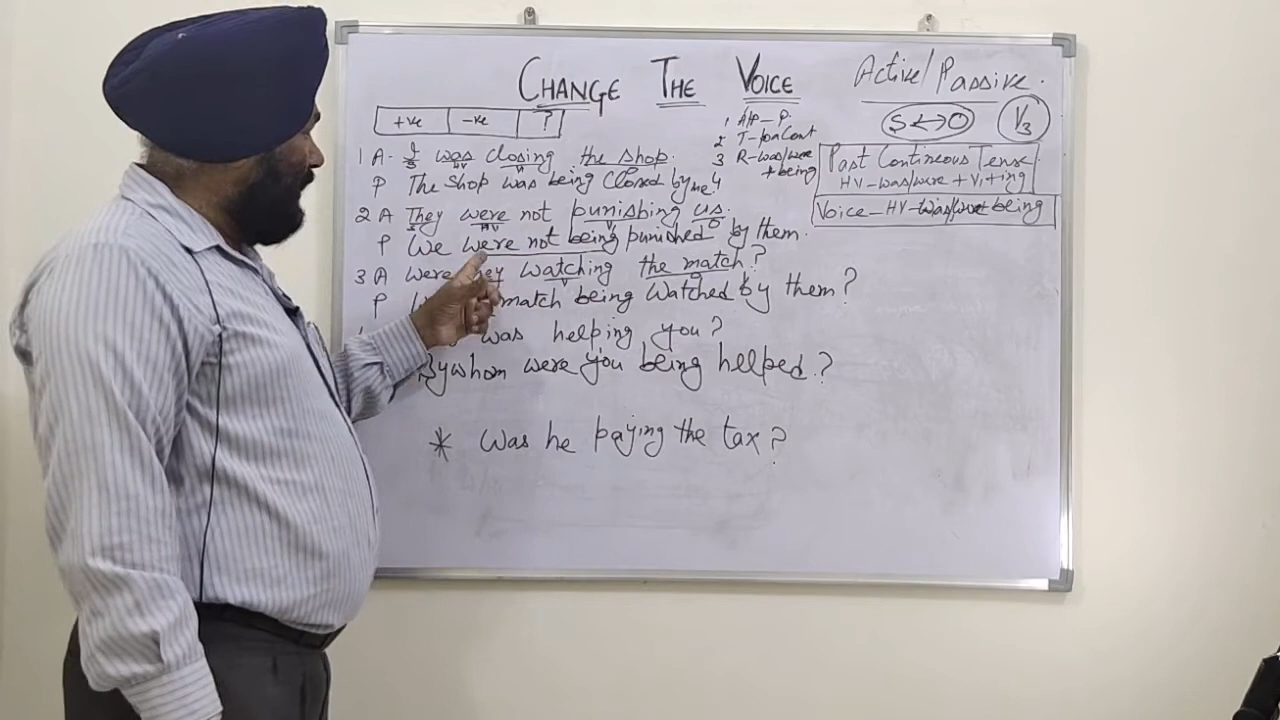 CHANGE THE VOICE
Active/Passive.
S ↔ O
V3
+ve -ve ?
1 A/P - P.
2 T - Pa Cont
3 R - was/were + being
4
Past Continuous Tense
HV - was/were + V1 + ing
Voice - HV - was/were being
1 A. I was closing the shop.
S HV V1
P The shop was being closed by me
2 A They were not punishing us.
S HV V O
P We were not being punished by them.
3 A Were they watching the match?
V O
P match being watched by them?
was helping you?
By whom were you being helped?
* Was he paying the tax?